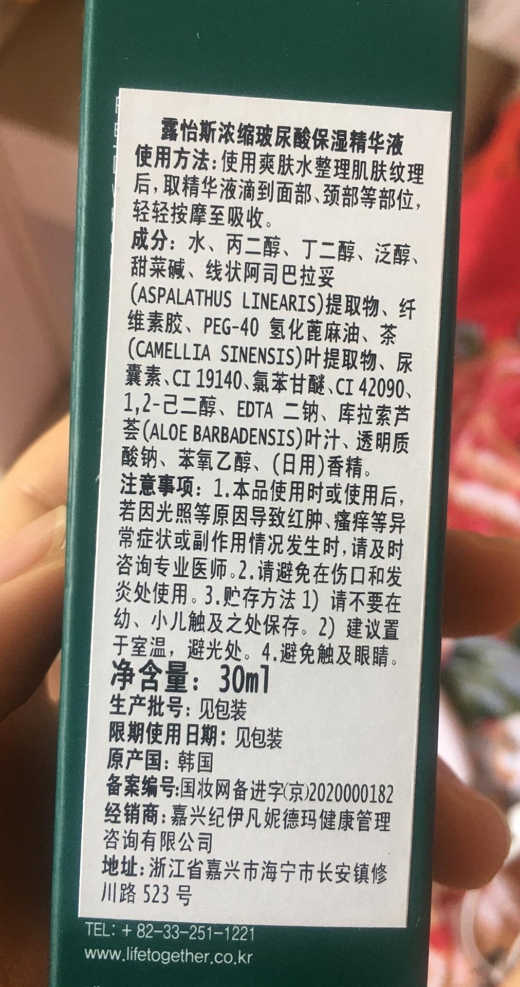 露怡斯浓缩玻尿酸保湿精华液
使用方法:使用爽肤水整理肌肤纹理
后,取精华液滴到面部、颈部等部位,
轻轻按摩至吸收。
成分: 水、丙二醇、丁二醇、泛醇、
甜菜碱、线状阿司巴拉妥
(ASPALATHUS LINEARIS)提取物、纤
维素胶、PEG-40 氢化蓖麻油、茶
(CAMELLIA SINENSIS)叶提取物、尿
囊素、CI 19140、氯苯甘醚、CI 42090、
1,2-己二醇、EDTA 二钠、库拉索芦
荟(ALOE BARBADENSIS)叶汁、透明质
酸钠、苯氧乙醇、(日用)香精。
注意事项: 1.本品使用时或使用后,
若因光照等原因导致红肿、瘙痒等异
常症状或副作用情况发生时,请及时
咨询专业医师。2.请避免在伤口和发
炎处使用。3.贮存方法 1) 请不要在
幼、小儿触及之处保存。2) 建议置
于室温, 避光处。4.避免触及眼睛。
净含量: 30ml
生产批号: 见包装
限期使用日期: 见包装
原产国: 韩国
备案编号:国妆网备进字(京)2020000182
经销商: 嘉兴纪伊凡妮德玛健康管理
咨询有限公司
地址: 浙江省嘉兴市海宁市长安镇修
川路 523 号
TEL: + 82-33-251-1221
www.lifetogether.co.kr